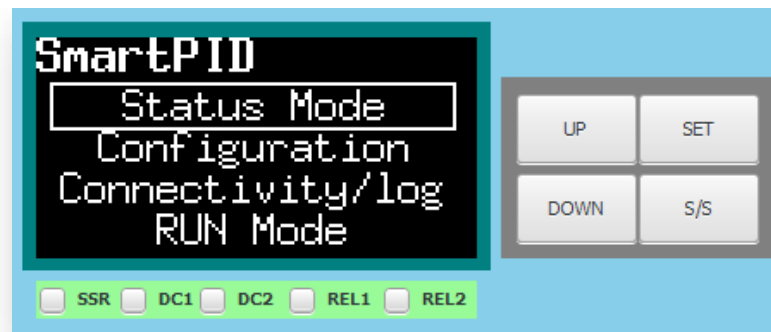 SmartPID
Status Mode
Configuration
Connectivity/log
RUN Mode
UP
SET
DOWN
S/S
SSR DC1 DC2 REL1 REL2